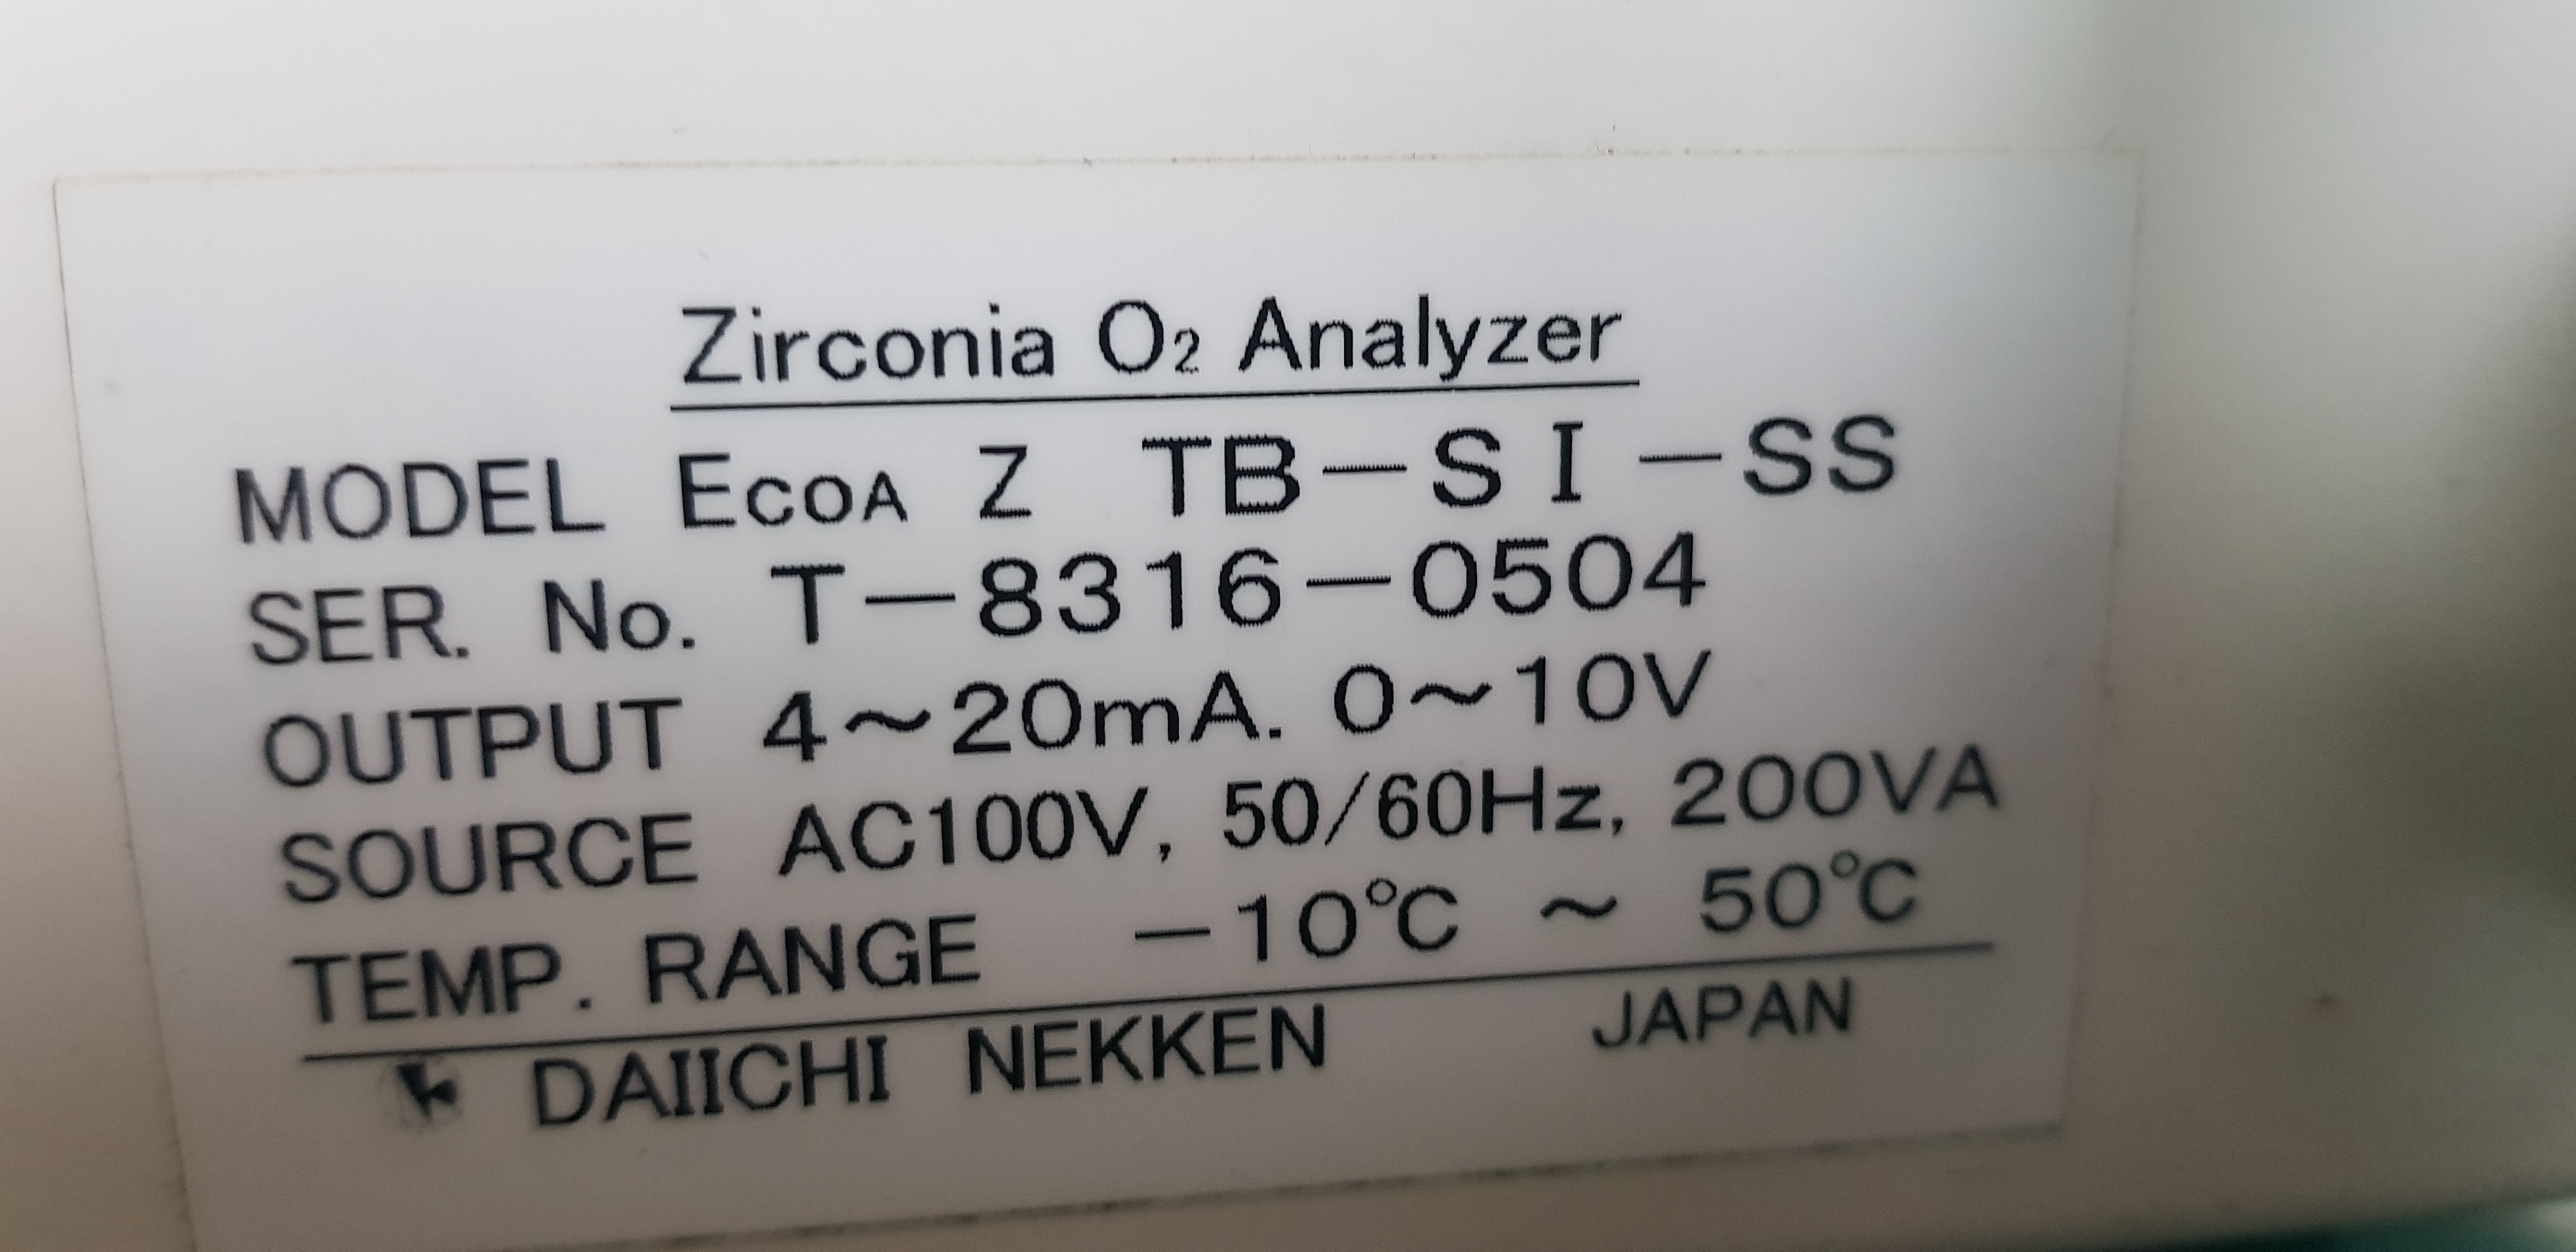 Zirconia O2 Analyzer
MODEL ECOA Z TB-SI-SS
SER. No. T-8316-0504
OUTPUT 4~20mA. 0~10V
SOURCE AC100V, 50/60Hz, 200VA
TEMP. RANGE -10℃ ~ 50℃
DAIICHI NEKKEN JAPAN